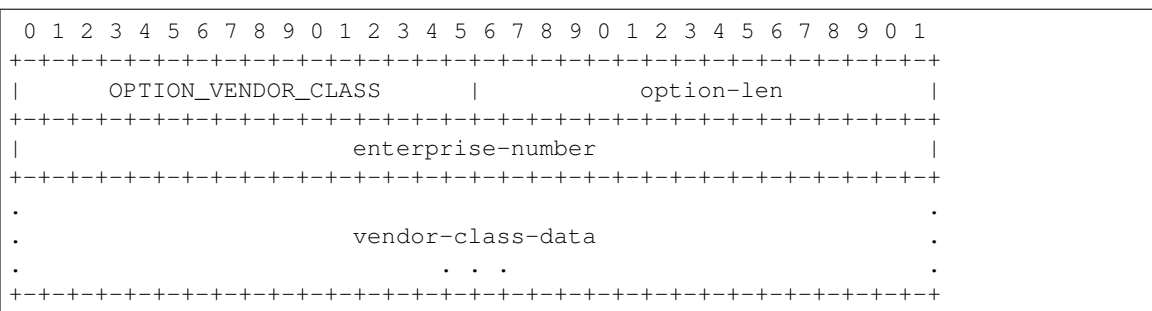 0 1 2 3 4 5 6 7 8 9 0 1 2 3 4 5 6 7 8 9 0 1 2 3 4 5 6 7 8 9 0 1
+-+-+-+-+-+-+-+-+-+-+-+-+-+-+-+-+-+-+-+-+-+-+-+-+-+-+-+-+-+-+-+-+
|      OPTION_VENDOR_CLASS      |           option-len          |
+-+-+-+-+-+-+-+-+-+-+-+-+-+-+-+-+-+-+-+-+-+-+-+-+-+-+-+-+-+-+-+-+
|                       enterprise-number                       |
+-+-+-+-+-+-+-+-+-+-+-+-+-+-+-+-+-+-+-+-+-+-+-+-+-+-+-+-+-+-+-+-+
.                                                               .
.                       vendor-class-data                       .
.                             . . .                             .
+-+-+-+-+-+-+-+-+-+-+-+-+-+-+-+-+-+-+-+-+-+-+-+-+-+-+-+-+-+-+-+-+